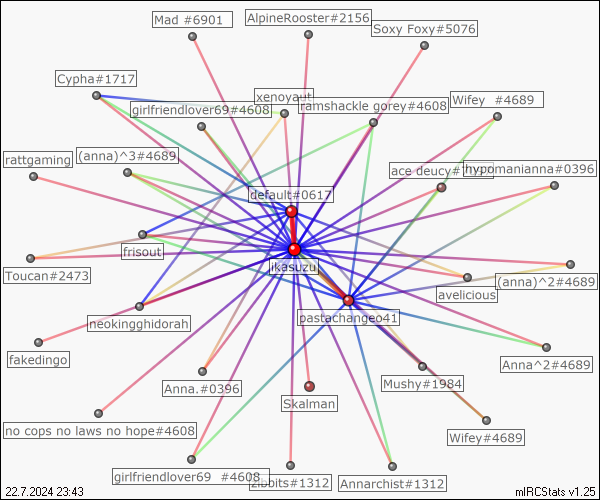 Mad #6901
AlpineRooster#2156
Soxy Foxy#5076
Cypha#1717
xenoyaut
girlfriendlover69#4608
ramshackle gorey#4608
Wifey  #4689
rattgaming
(anna)^3#4689
ace deucy#
hypomanianna#0396
default#0617
frisout
ikasuzu
Toucan#2473
avelicious
(anna)^2#4689
neokingghidorah
pastachangeo41
fakedingo
Anna.#0396
Mushy#1984
Anna^2#4689
Skalman
no cops no laws no hope#4608
Wifey#4689
girlfriendlover69  #4608
zibbits#1312
Annarchist#1312
22.7.2024 23:43
mIRCStats v1.25